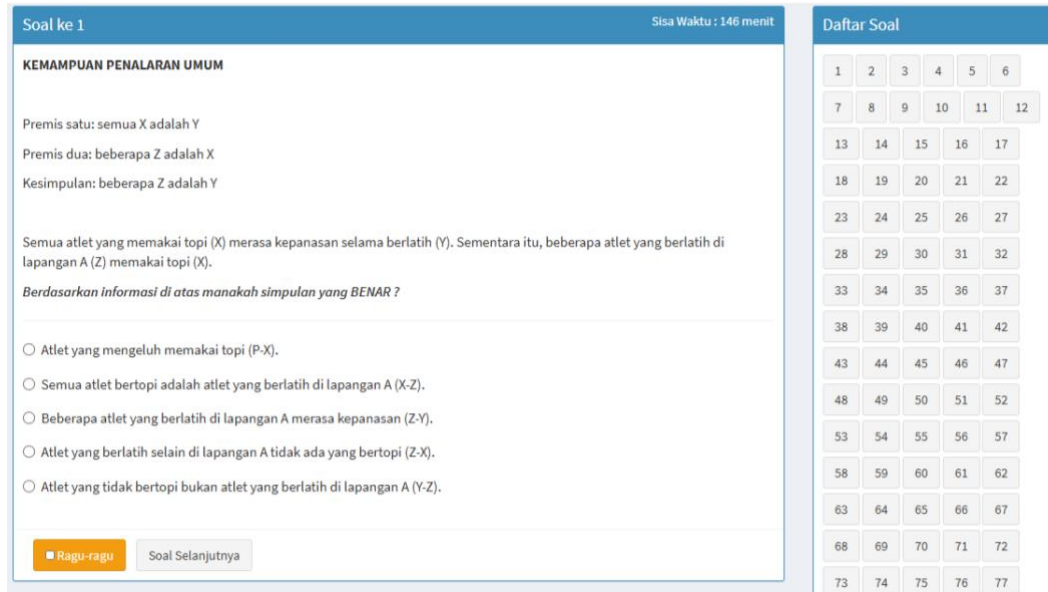 Soal ke 1
Sisa Waktu : 146 menit
KEMAMPUAN PENALARAN UMUM
Premis satu: semua X adalah Y
Premis dua: beberapa Z adalah X
Kesimpulan: beberapa Z adalah Y
Semua atlet yang memakai topi (X) merasa kepanasan selama berlatih (Y). Sementara itu, beberapa atlet yang berlatih di
lapangan A (Z) memakai topi (X).
Berdasarkan informasi di atas manakah simpulan yang BENAR ?
Atlet yang mengeluh memakai topi (P-X).
Semua atlet bertopi adalah atlet yang berlatih di lapangan A (X-Z).
Beberapa atlet yang berlatih di lapangan A merasa kepanasan (Z-Y).
Atlet yang berlatih selain di lapangan A tidak ada yang bertopi (Z-X).
Atlet yang tidak bertopi bukan atlet yang berlatih di lapangan A (Y-Z).
Ragu-ragu
Soal Selanjutnya
Daftar Soal
1 2 3 4 5 6
7 8 9 10 11 12
13 14 15 16 17
18 19 20 21 22
23 24 25 26 27
28 29 30 31 32
33 34 35 36 37
38 39 40 41 42
43 44 45 46 47
48 49 50 51 52
53 54 55 56 57
58 59 60 61 62
63 64 65 66 67
68 69 70 71 72
73 74 75 76 77